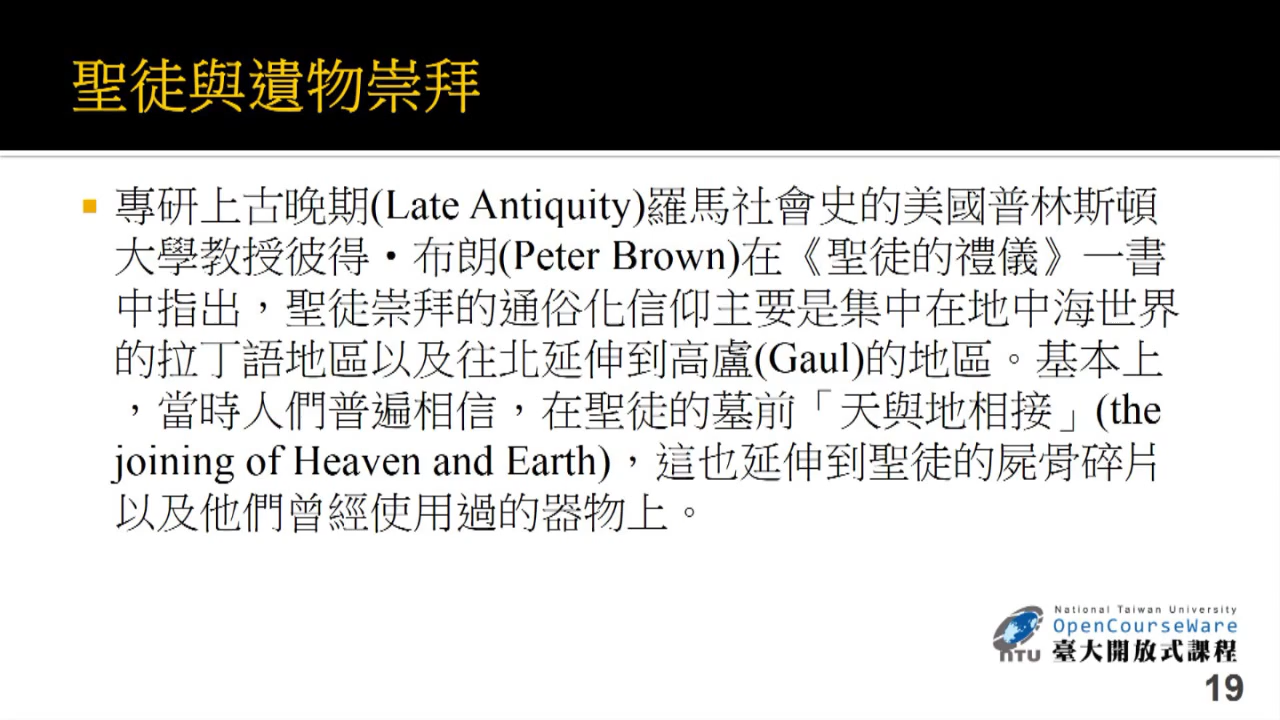 聖徒與遺物崇拜
專研上古晚期(Late Antiquity)羅馬社會史的美國普林斯頓
大學教授彼得・布朗(Peter Brown)在《聖徒的禮儀》一書
中指出，聖徒崇拜的通俗化信仰主要是集中在地中海世界
的拉丁語地區以及往北延伸到高盧(Gaul)的地區。基本上
，當時人們普遍相信，在聖徒的墓前「天與地相接」(the
joining of Heaven and Earth)，這也延伸到聖徒的屍骨碎片
以及他們曾經使用過的器物上。
National Taiwan University
OpenCourseWare
NTU 臺大開放式課程
19